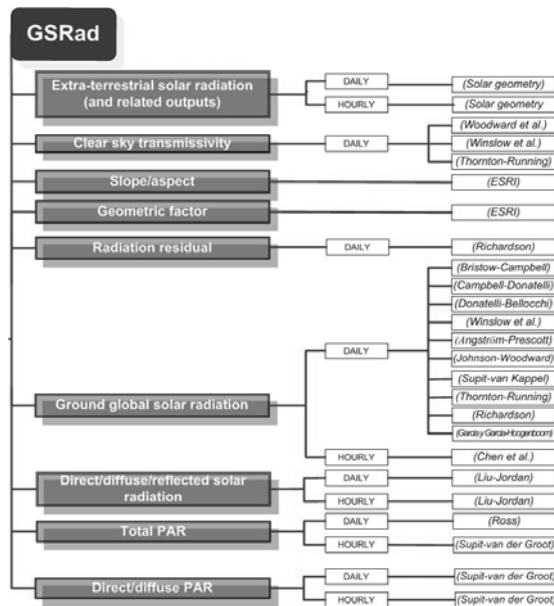 GSRad
Extra-terrestrial solar radiation
(and related outputs)
DAILY
(Solar geometry)
HOURLY
(Solar geometry
Clear sky transmissivity
DAILY
(Woodward et al.)
(Winslow et al.)
(Thornton-Running)
Slope/aspect
(ESRI)
Geometric factor
(ESRI)
Radiation residual
DAILY
(Richardson)
Ground global solar radiation
DAILY
(Bristow-Campbell)
(Campbell-Donatelli)
(Donatelli-Bellocchi)
(Winslow et al.)
(Angström-Prescott)
(Johnson-Woodward)
(Supit-van Kappel)
(Thornton-Running)
(Richardson)
(Garcia y Garcia-Hoogenboom)
HOURLY
(Chen et al.)
Direct/diffuse/reflected solar
radiation
DAILY
(Liu-Jordan)
HOURLY
(Liu-Jordan)
Total PAR
DAILY
(Ross)
HOURLY
(Supit-van der Groot)
Direct/diffuse PAR
DAILY
(Supit-van der Groot)
HOURLY
(Supit-van der Groot)